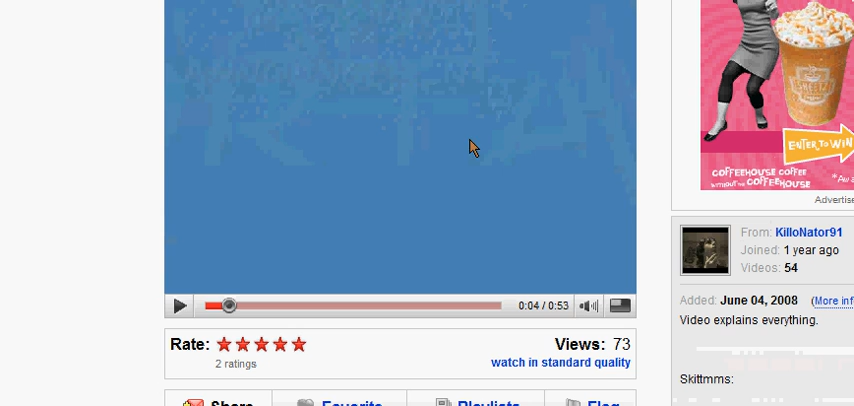 ENTER TO WIN
COFFEEHOUSE COFFEE
WITHOUT THE COFFEEHOUSE
Advertise
From: KilloNator91
Joined: 1 year ago
Videos: 54
0:04 / 0:53
Added: June 04, 2008 (More inf
Video explains everything.
Rate:
Views: 73
2 ratings
watch in standard quality
Skittmms:
Share
Favorite
Playlists
Flag